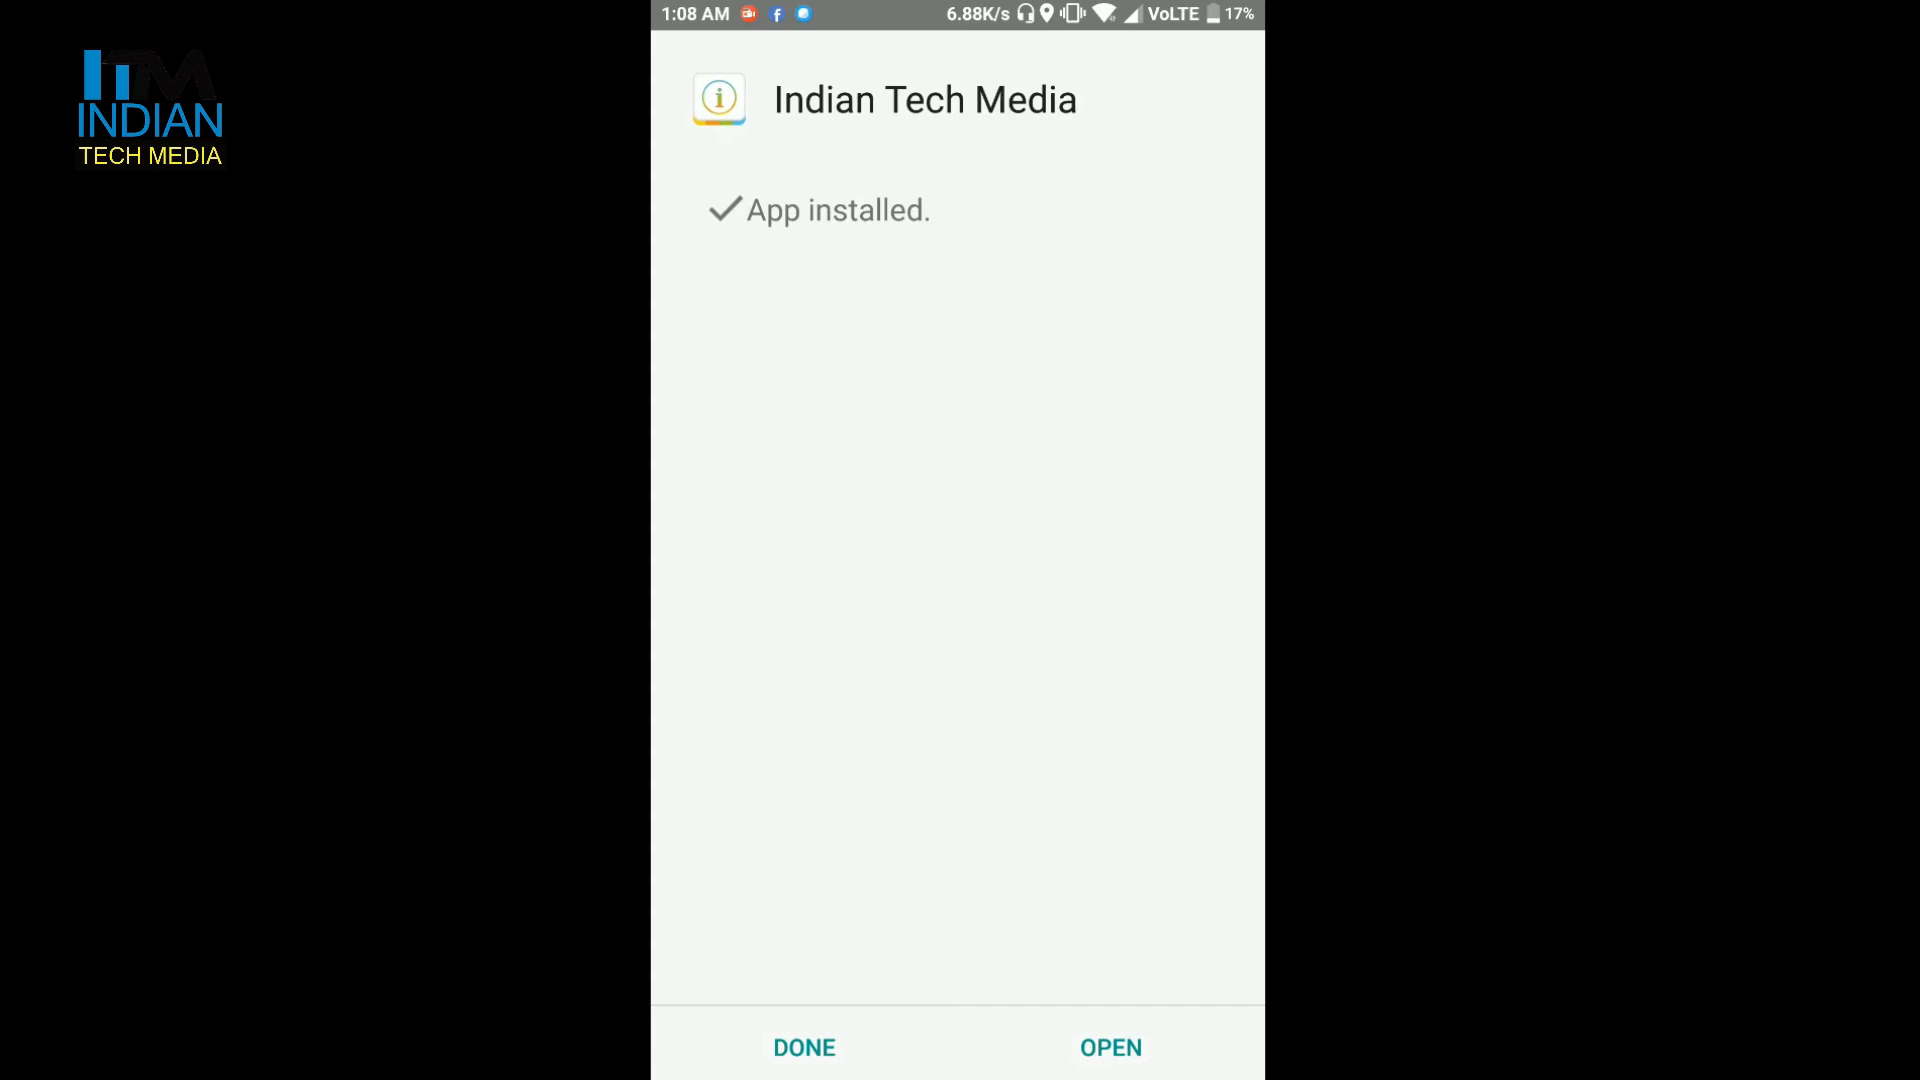 1:08 AM 6.88K/s VoLTE 17%
ITM
INDIAN
TECH MEDIA
i Indian Tech Media
App installed.
DONE OPEN